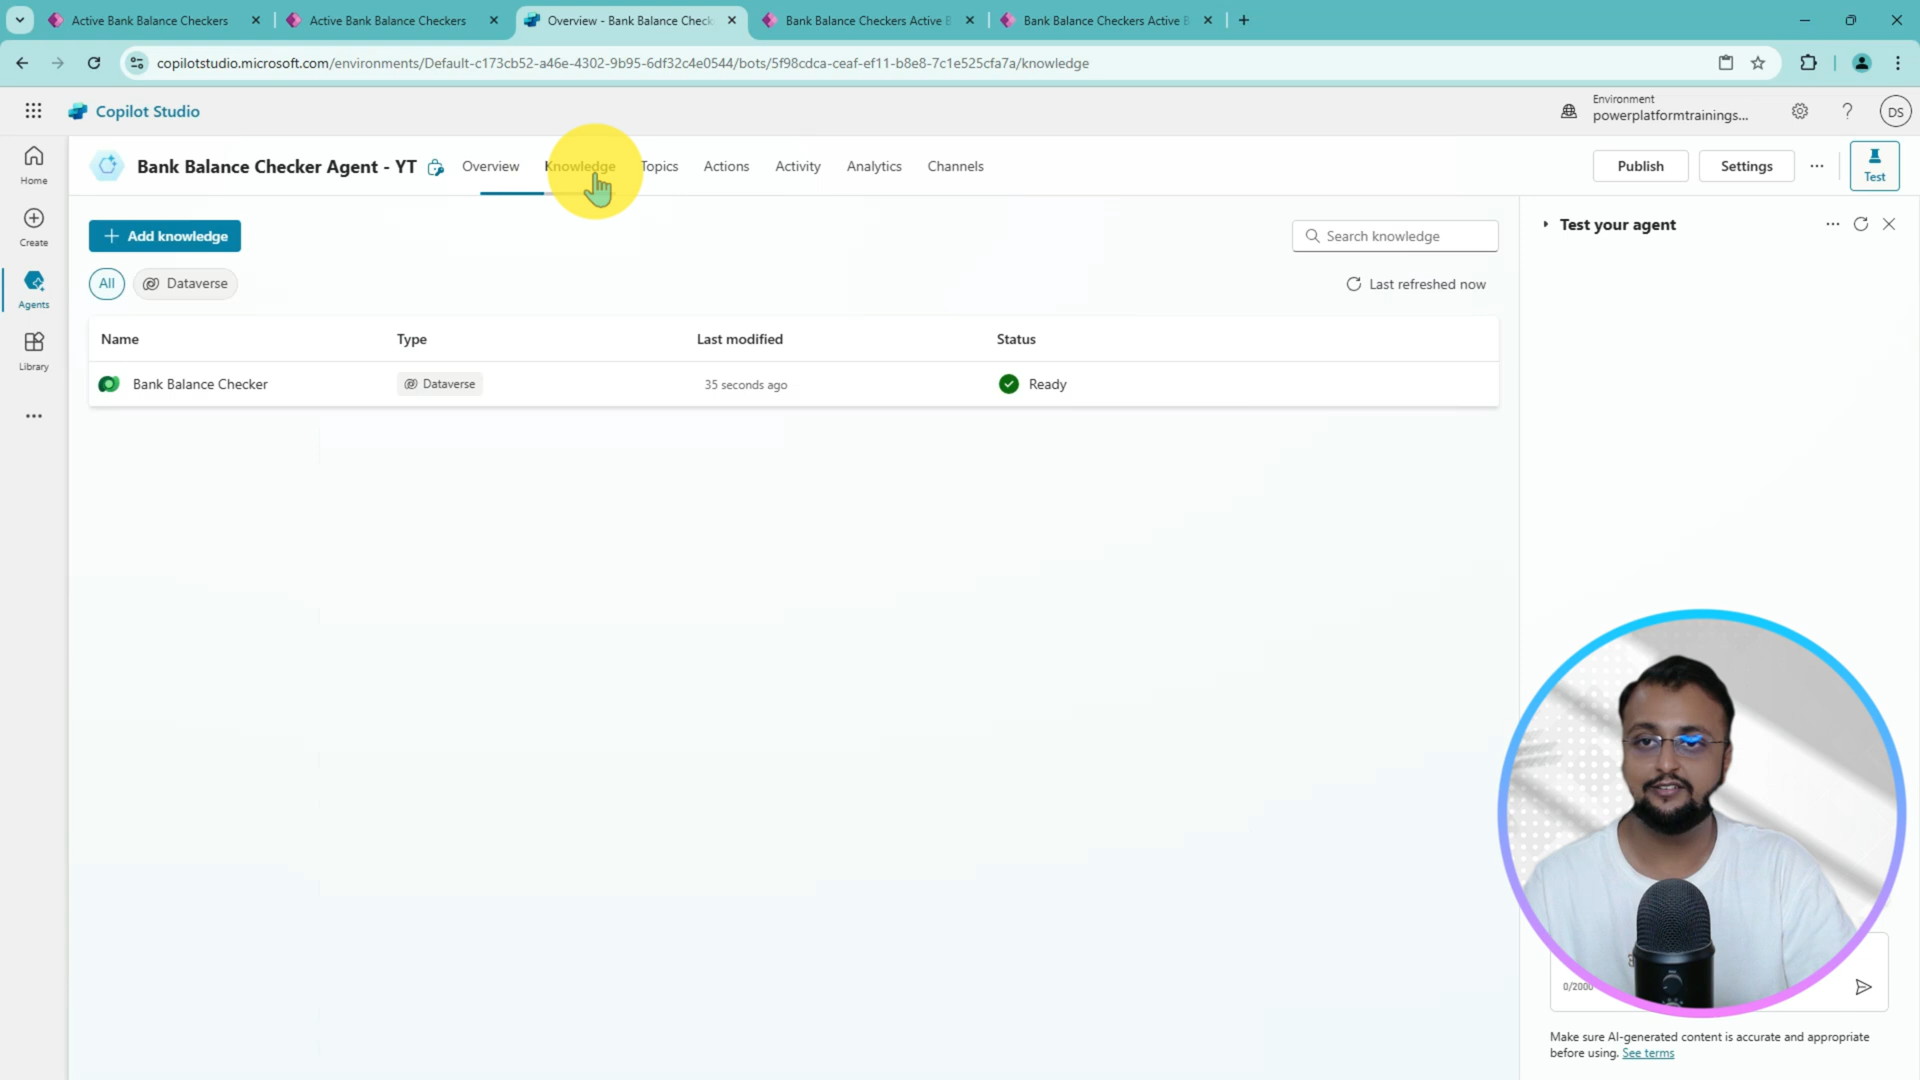 Active Bank Balance Checkers
Active Bank Balance Checkers
Overview - Bank Balance Check
Bank Balance Checkers Active B
Bank Balance Checkers Active B
copilotstudio.microsoft.com/environments/Default-c173cb52-a46e-4302-9b95-6df32c4e0544/bots/5f98cdca-ceaf-ef11-b8e8-7c1e525cfa7a/knowledge
Copilot Studio
Environment
powerplatformtrainings...
DS
Home
Create
Agents
Library
Bank Balance Checker Agent - YT
Overview
Knowledge
Topics
Actions
Activity
Analytics
Channels
Publish
Settings
Test
Add knowledge
Search knowledge
All
Dataverse
Last refreshed now
Name
Type
Last modified
Status
Bank Balance Checker
Dataverse
35 seconds ago
Ready
Test your agent
0/2000
Make sure AI-generated content is accurate and appropriate
before using. See terms